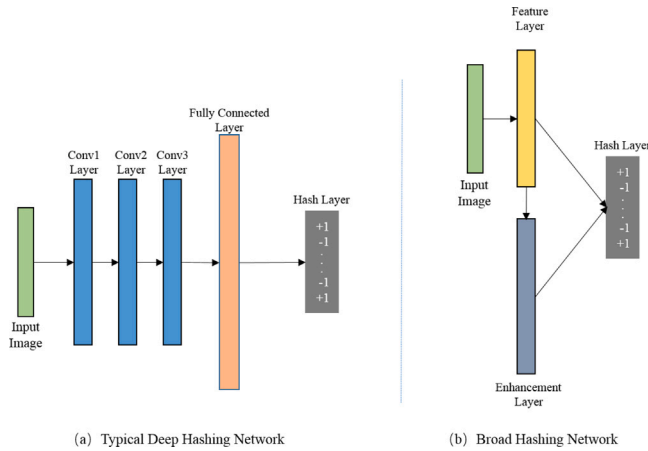 Fully Connected
Layer
Conv1
Layer
Conv2
Layer
Conv3
Layer
Hash Layer
+1
-1
.
.
.
-1
+1
Input
Image
(a) Typical Deep Hashing Network
Feature
Layer
Input
Image
Hash Layer
+1
-1
.
.
.
-1
+1
Enhancement
Layer
(b) Broad Hashing Network